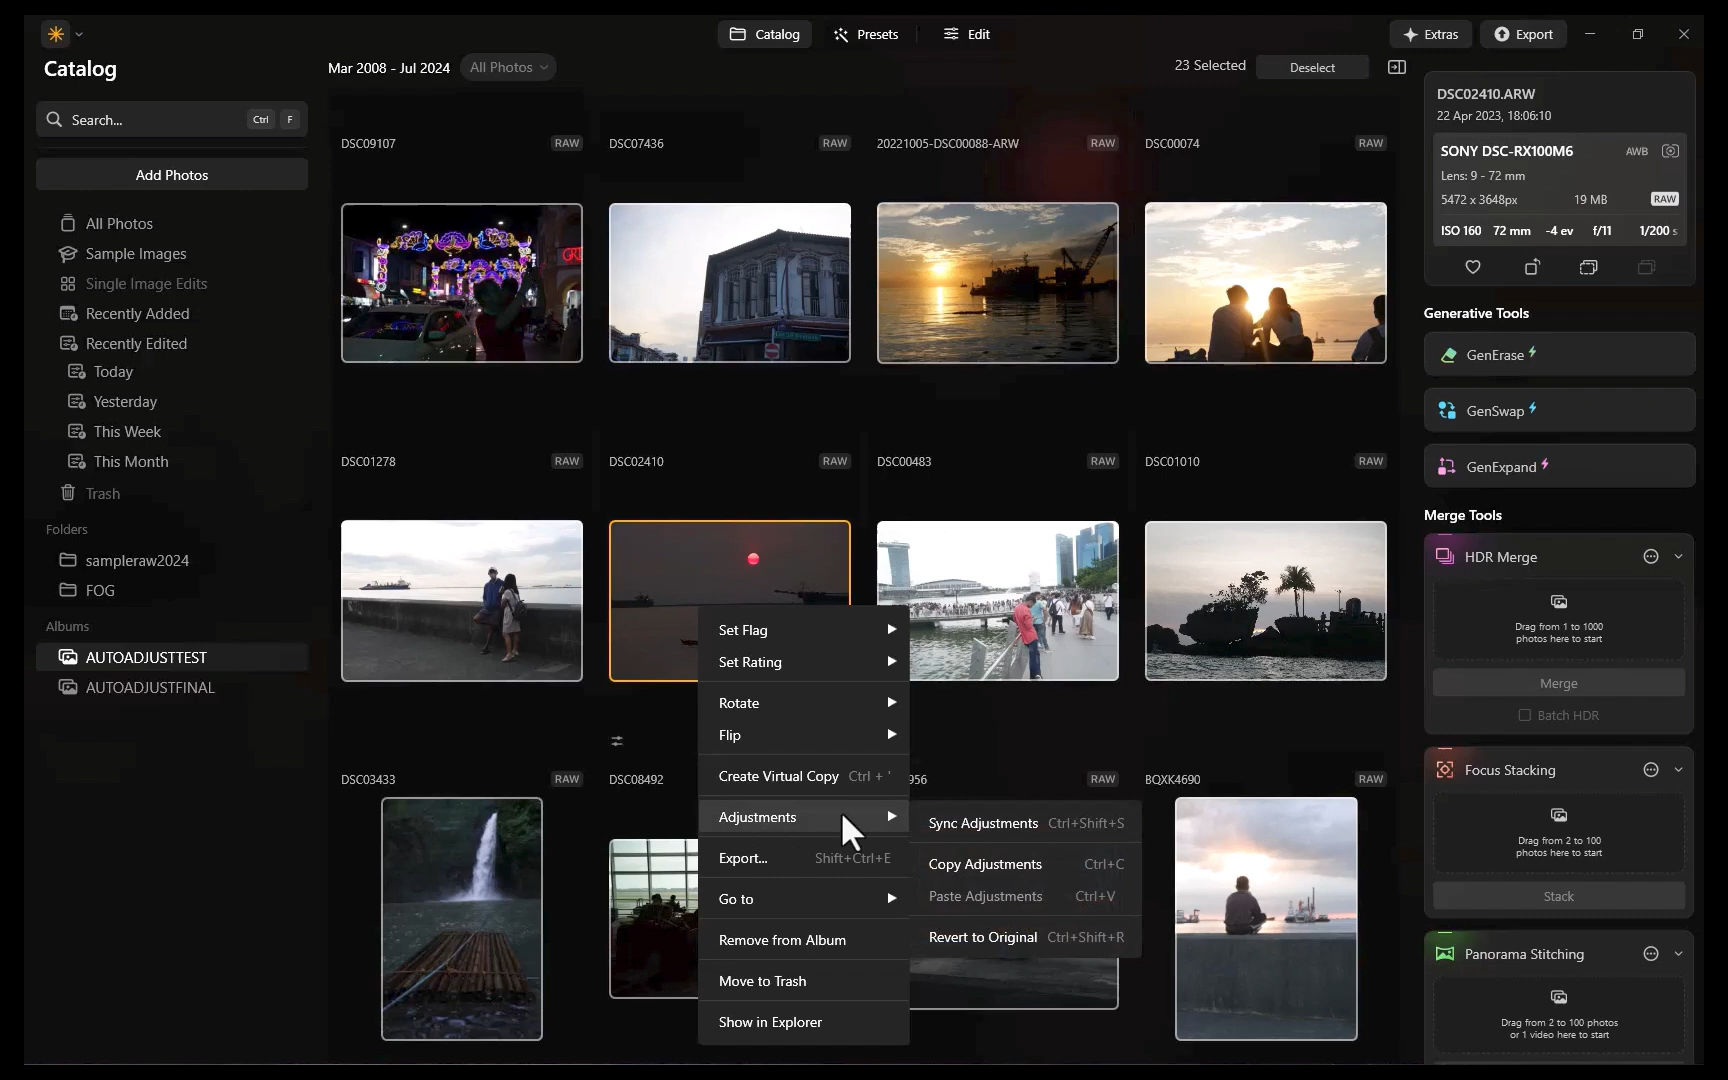 Catalog
Presets
Edit
Extras
Export
Catalog
Mar 2008 - Jul 2024
All Photos
23 Selected
Deselect
Search...
Ctrl
F
Add Photos
All Photos
Sample Images
Single Image Edits
Recently Added
Recently Edited
Today
Yesterday
This Week
This Month
Trash
Folders
sampleraw2024
FOG
Albums
AUTOADJUSTTEST
AUTOADJUSTFINAL
DSC09107 RAW
DSC07436 RAW
20221005-DSC00088-ARW RAW
DSC00074 RAW
DSC01278 RAW
DSC02410 RAW
DSC00483 RAW
DSC01010 RAW
DSC03433 RAW
DSC08492
956 RAW
BQXK4690 RAW
Set Flag
Set Rating
Rotate
Flip
Create Virtual Copy Ctrl + '
Adjustments
Export... Shift+Ctrl+E
Go to
Remove from Album
Move to Trash
Show in Explorer
Sync Adjustments Ctrl+Shift+S
Copy Adjustments Ctrl+C
Paste Adjustments Ctrl+V
Revert to Original Ctrl+Shift+R
DSC02410.ARW
22 Apr 2023, 18:06:10
SONY DSC-RX100M6 AWB
Lens: 9 - 72 mm
5472 x 3648px 19 MB RAW
ISO 160 72 mm -4 ev f/11 1/200 s
Generative Tools
GenErase
GenSwap
GenExpand
Merge Tools
HDR Merge
Drag from 1 to 1000
photos here to start
Merge
Batch HDR
Focus Stacking
Drag from 2 to 100
photos here to start
Stack
Panorama Stitching
Drag from 2 to 100 photos
or 1 video here to start